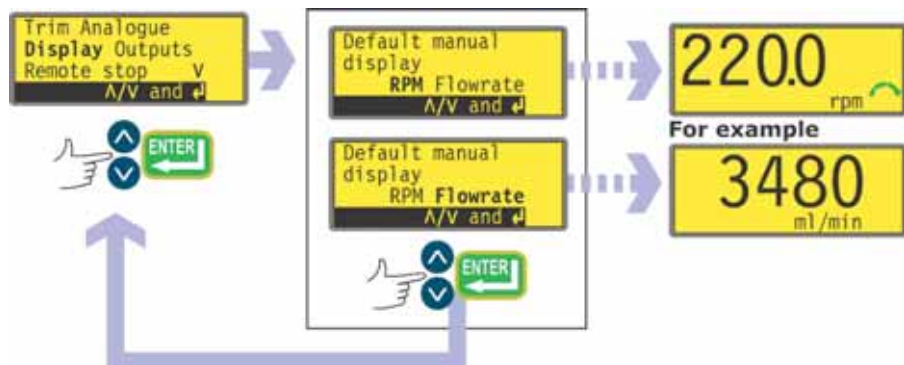 Trim Analogue
Display Outputs
Remote stop V
Λ/V and ↲
ENTER
Default manual
display
RPM Flowrate
Λ/V and ↲
Default manual
display
RPM Flowrate
Λ/V and ↲
ENTER
220.0
rpm
For example
3480
ml/min